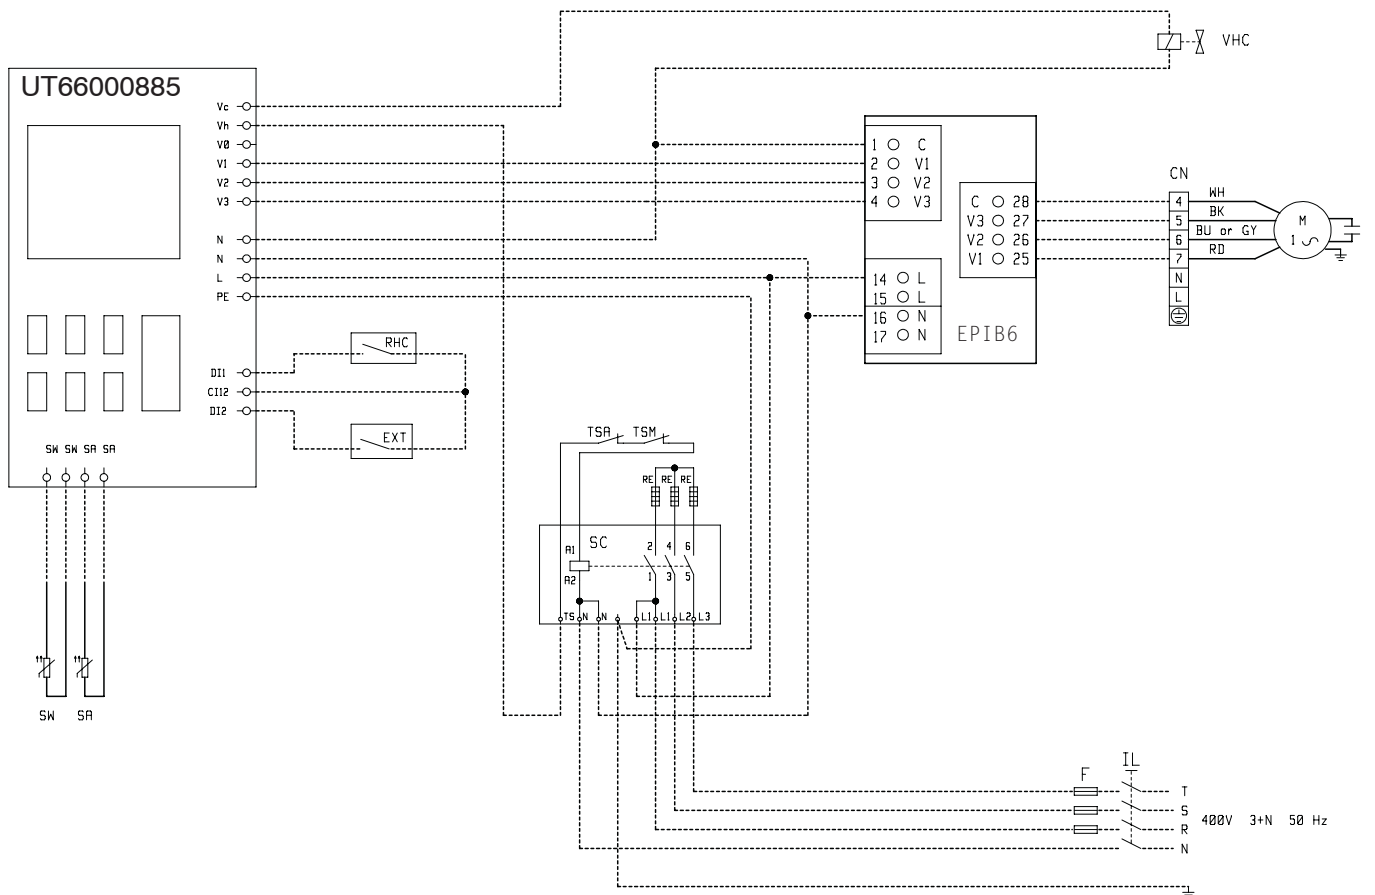 VHC
UT66000885
Vc
Vh
VØ
V1
V2
V3
N
N
L
PE
DI1
CI12
DI2
SW SW SA SA
SW SA
RHC
EXT
1 C
2 V1
3 V2
4 V3
14 L
15 L
16 N
17 N
EPIB6
C 28
V3 27
V2 26
V1 25
CN
4 WH
5 BK
6 BU or GY
7 RD
N
L
M
1
TSA TSM
RE RE RE
SC
2 4 6
A1
A2
1 3 5
TS N N L1 L1 L2 L3
F IL
T
S
R
N
400V 3+N 50 Hz